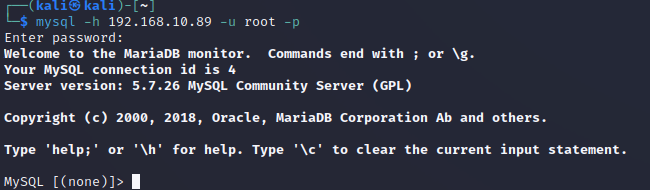 ┌──(kali㉿kali)-[~]
└─$ mysql -h 192.168.10.89 -u root -p
Enter password:
Welcome to the MariaDB monitor.  Commands end with ; or \g.
Your MySQL connection id is 4
Server version: 5.7.26 MySQL Community Server (GPL)
Copyright (c) 2000, 2018, Oracle, MariaDB Corporation Ab and others.
Type 'help;' or '\h' for help. Type '\c' to clear the current input statement.
MySQL [(none)]>